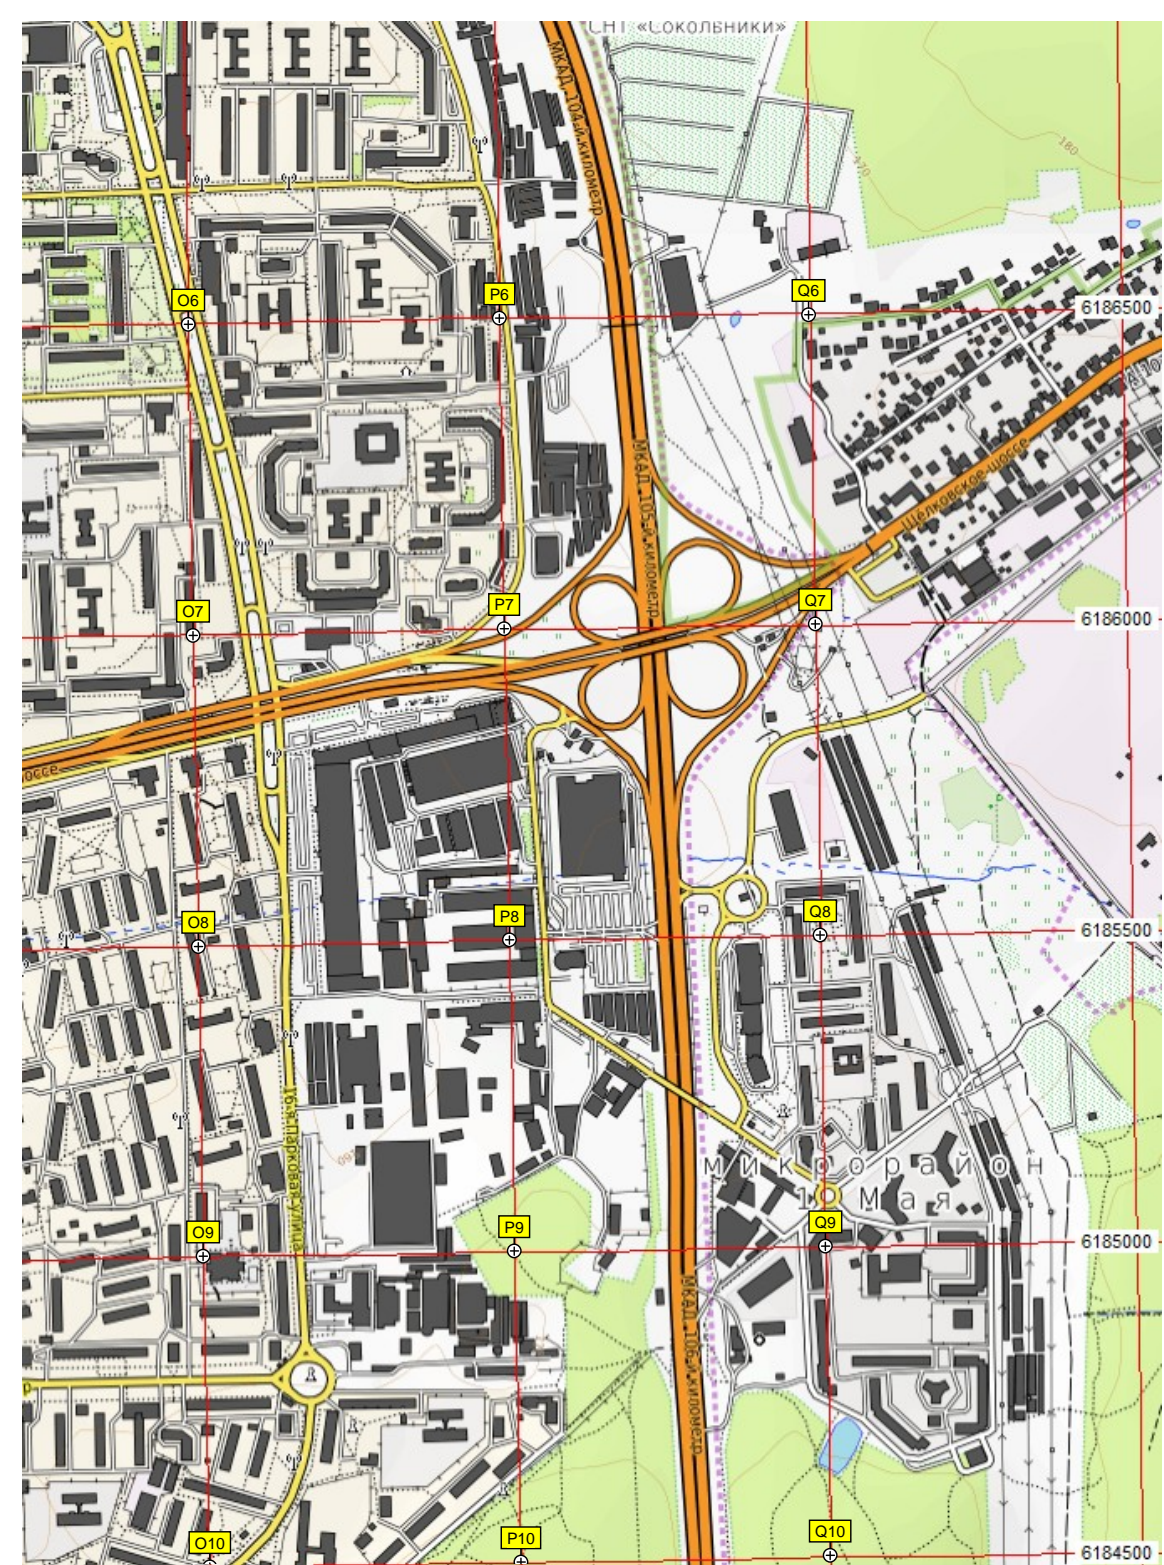 СНТ «Сокольники»
МКАД, 104-й километр
180
170
O6
P6
Q6
6186500
МКАД, 105-й километр
Щёлковское шоссе
O7
P7
Q7
6186000
O8
P8
Q8
6185500
16-я Парковая улица
160
микрорайон
1 Мая
O9
P9
Q9
6185000
МКАД, 106-й километр
O10
P10
Q10
6184500